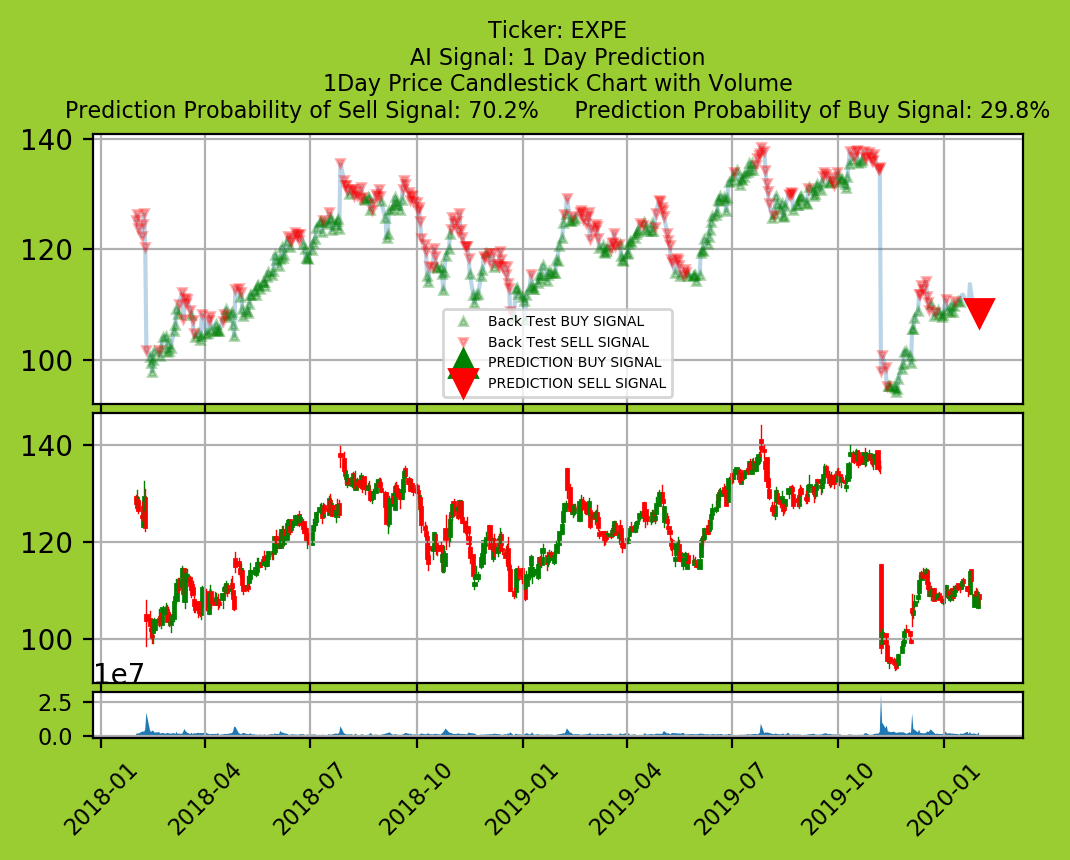 Ticker: EXPE
AI Signal: 1 Day Prediction
1Day Price Candlestick Chart with Volume
Prediction Probability of Sell Signal: 70.2%     Prediction Probability of Buy Signal: 29.8%
140
120
100
Back Test BUY SIGNAL
Back Test SELL SIGNAL
PREDICTION BUY SIGNAL
PREDICTION SELL SIGNAL
140
120
100
1e7
2.5
0.0
2018-01
2018-04
2018-07
2018-10
2019-01
2019-04
2019-07
2019-10
2020-01